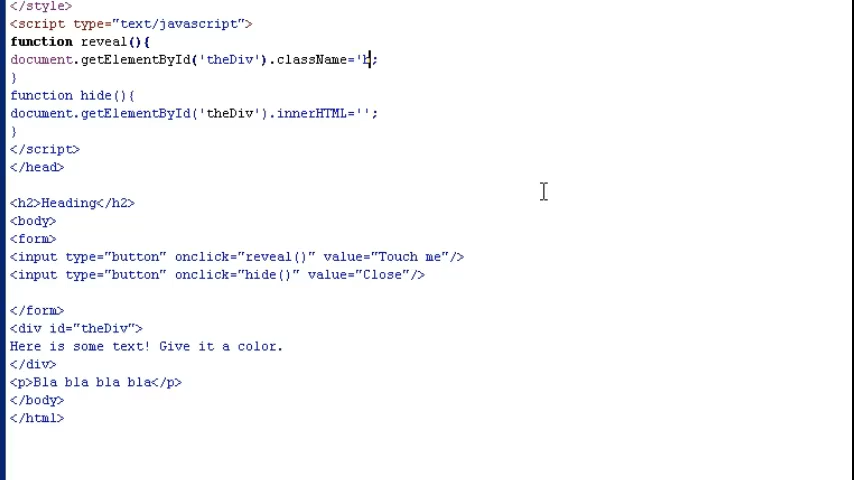 </style>
<script type="text/javascript">
function reveal(){
document.getElementById('theDiv').className='b;
}
function hide(){
document.getElementById('theDiv').innerHTML='';
}
</script>
</head>
<h2>Heading</h2>
<body>
<form>
<input type="button" onclick="reveal()" value="Touch me"/>
<input type="button" onclick="hide()" value="Close"/>
</form>
<div id="theDiv">
Here is some text! Give it a color.
</div>
<p>Bla bla bla bla</p>
</body>
</html>